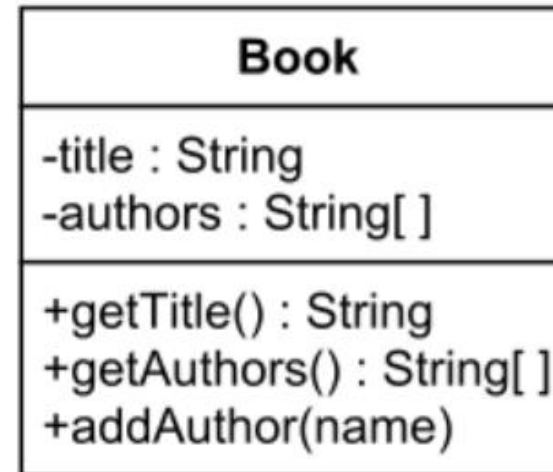 Book
-title : String
-authors : String[ ]
+getTitle() : String
+getAuthors() : String[ ]
+addAuthor(name)